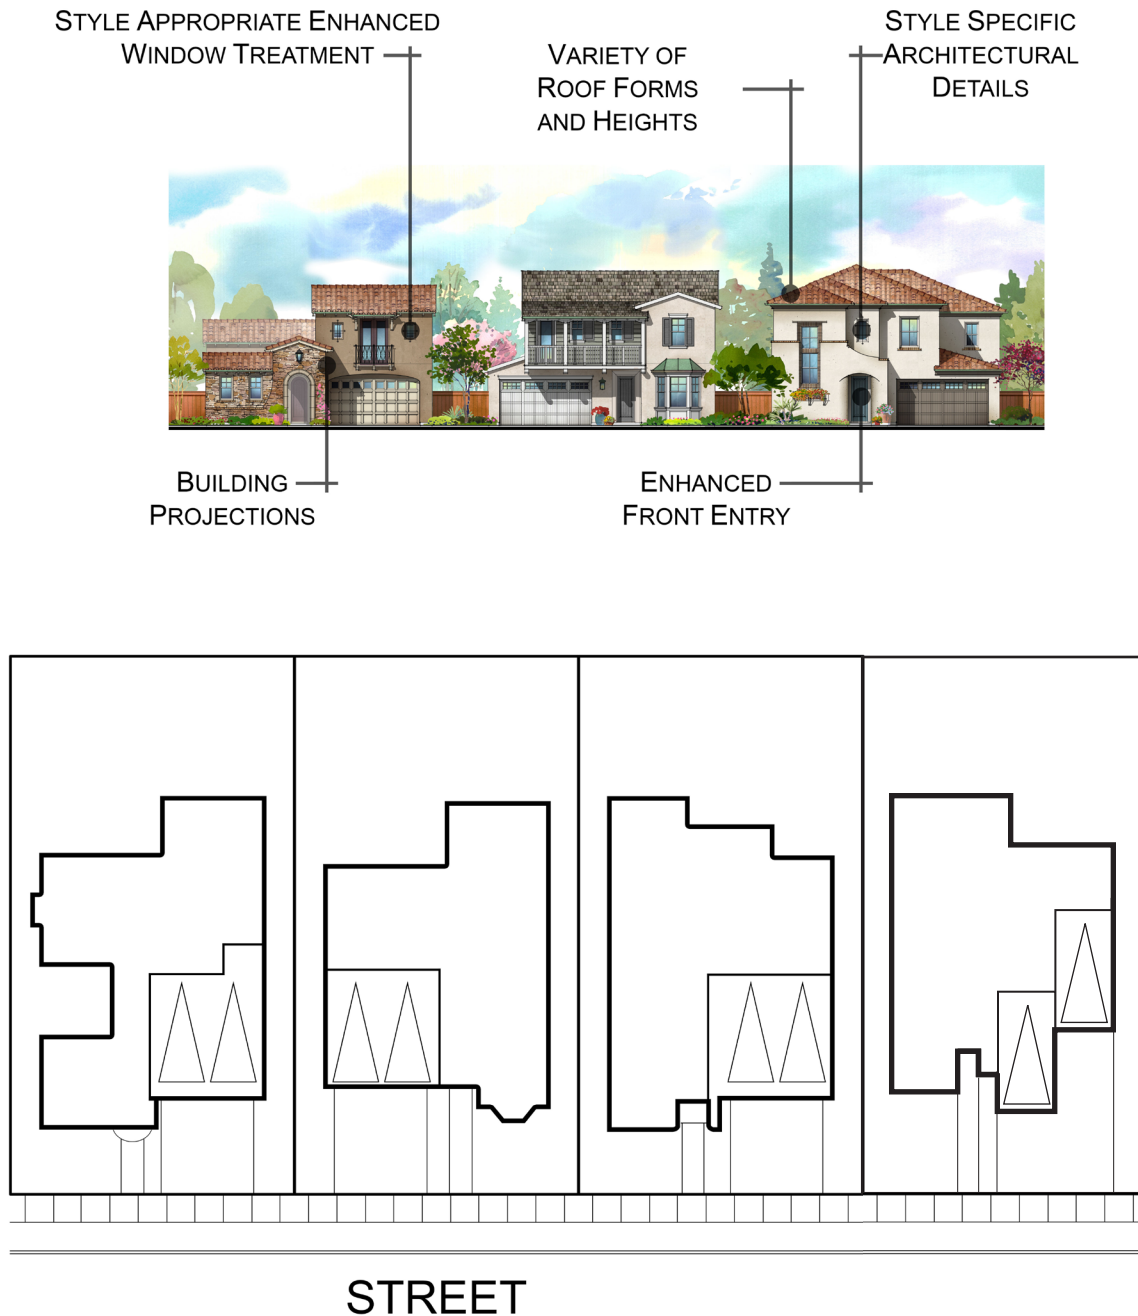 STYLE APPROPRIATE ENHANCED
WINDOW TREATMENT
VARIETY OF
ROOF FORMS
AND HEIGHTS
STYLE SPECIFIC
ARCHITECTURAL
DETAILS
BUILDING
PROJECTIONS
ENHANCED
FRONT ENTRY
STREET